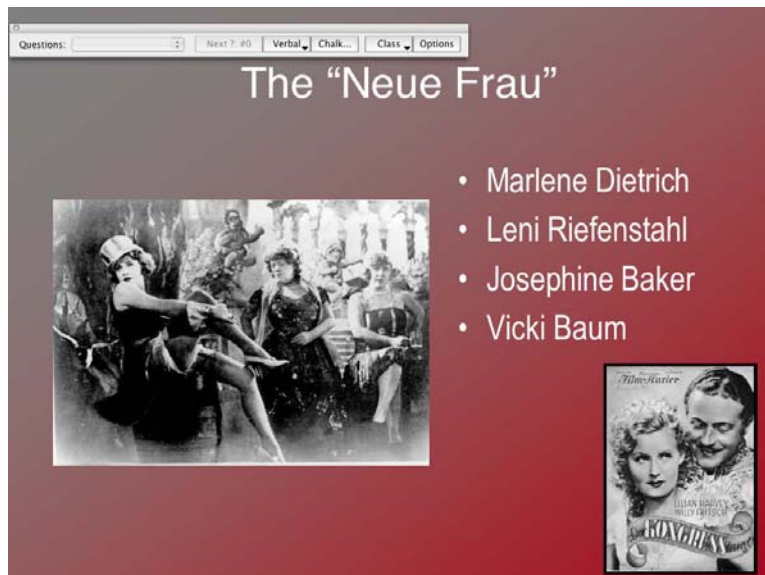 Questions:
Next ?: #0
Verbal
Chalk...
Class
Options
The “Neue Frau”
• Marlene Dietrich
• Leni Riefenstahl
• Josephine Baker
• Vicki Baum
Film-Kurier
LILIAN HARVEY
WILLY FRITSCH
KONGRESS